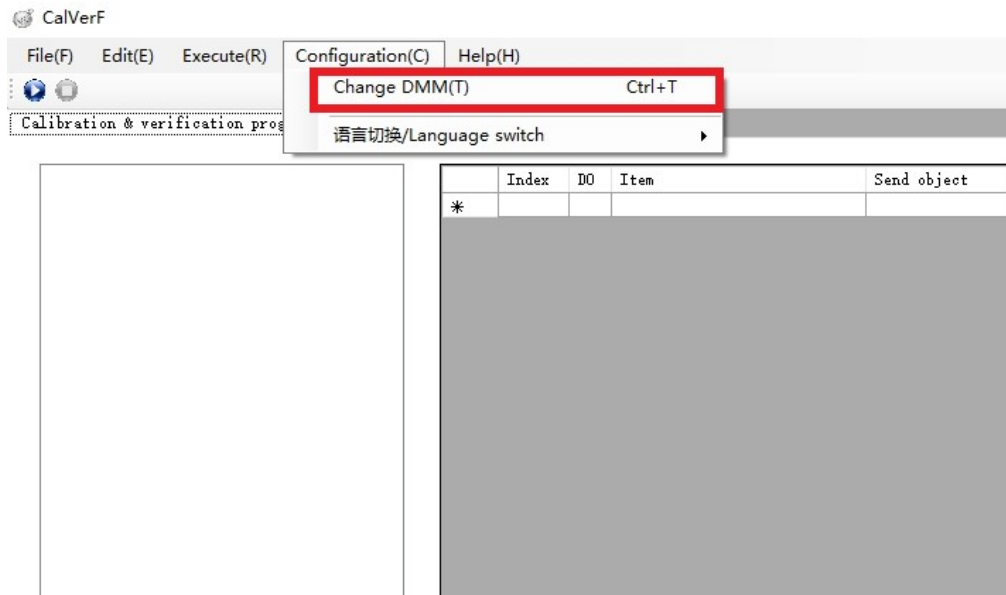 CalVerF
File(F) Edit(E) Execute(R) Configuration(C) Help(H)
Change DMM(T) Ctrl+T
Calibration & verification
语言切换/Language switch
Index DO Item Send object
*